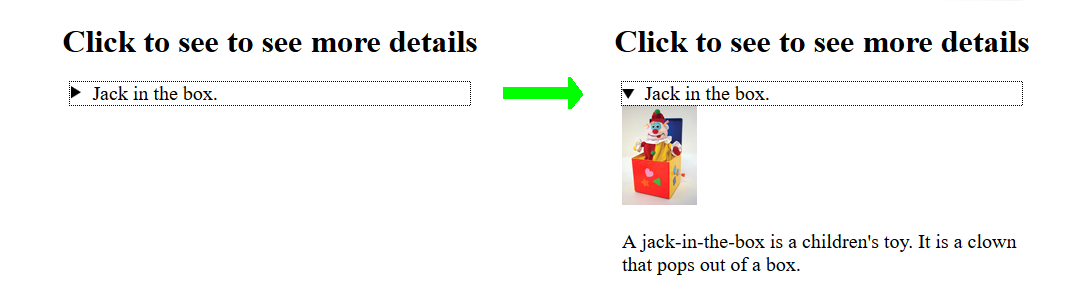 Click to see to see more details
Jack in the box.
Click to see to see more details
Jack in the box.
A jack-in-the-box is a children's toy. It is a clown
that pops out of a box.